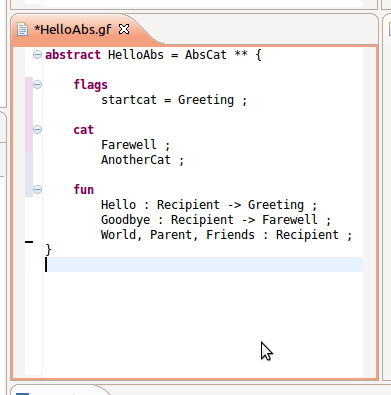 *HelloAbs.gf
abstract HelloAbs = AbsCat ** {
flags
startcat = Greeting ;
cat
Farewell ;
AnotherCat ;
fun
Hello : Recipient -> Greeting ;
Goodbye : Recipient -> Farewell ;
World, Parent, Friends : Recipient ;
}